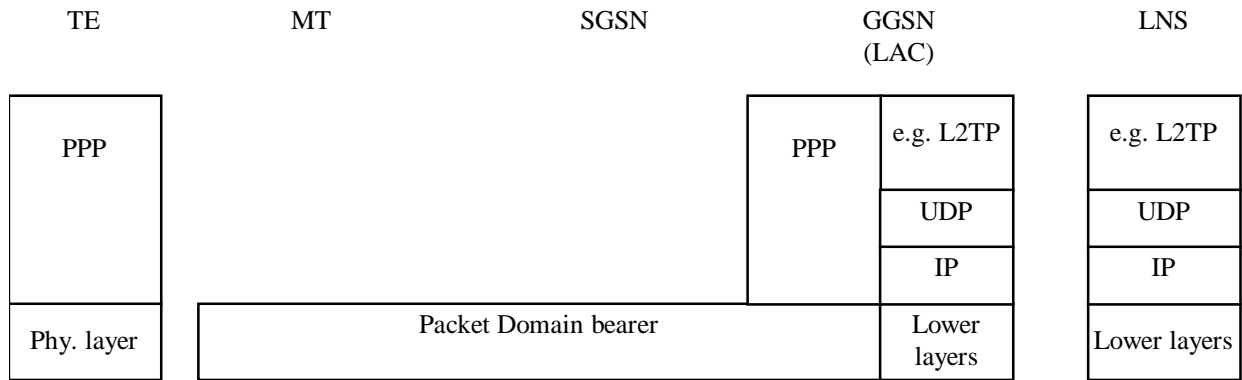 TE MT SGSN GGSN LNS
(LAC)
PPP PPP e.g. L2TP e.g. L2TP
UDP UDP
IP IP
Phy. layer Packet Domain bearer Lower layers Lower layers